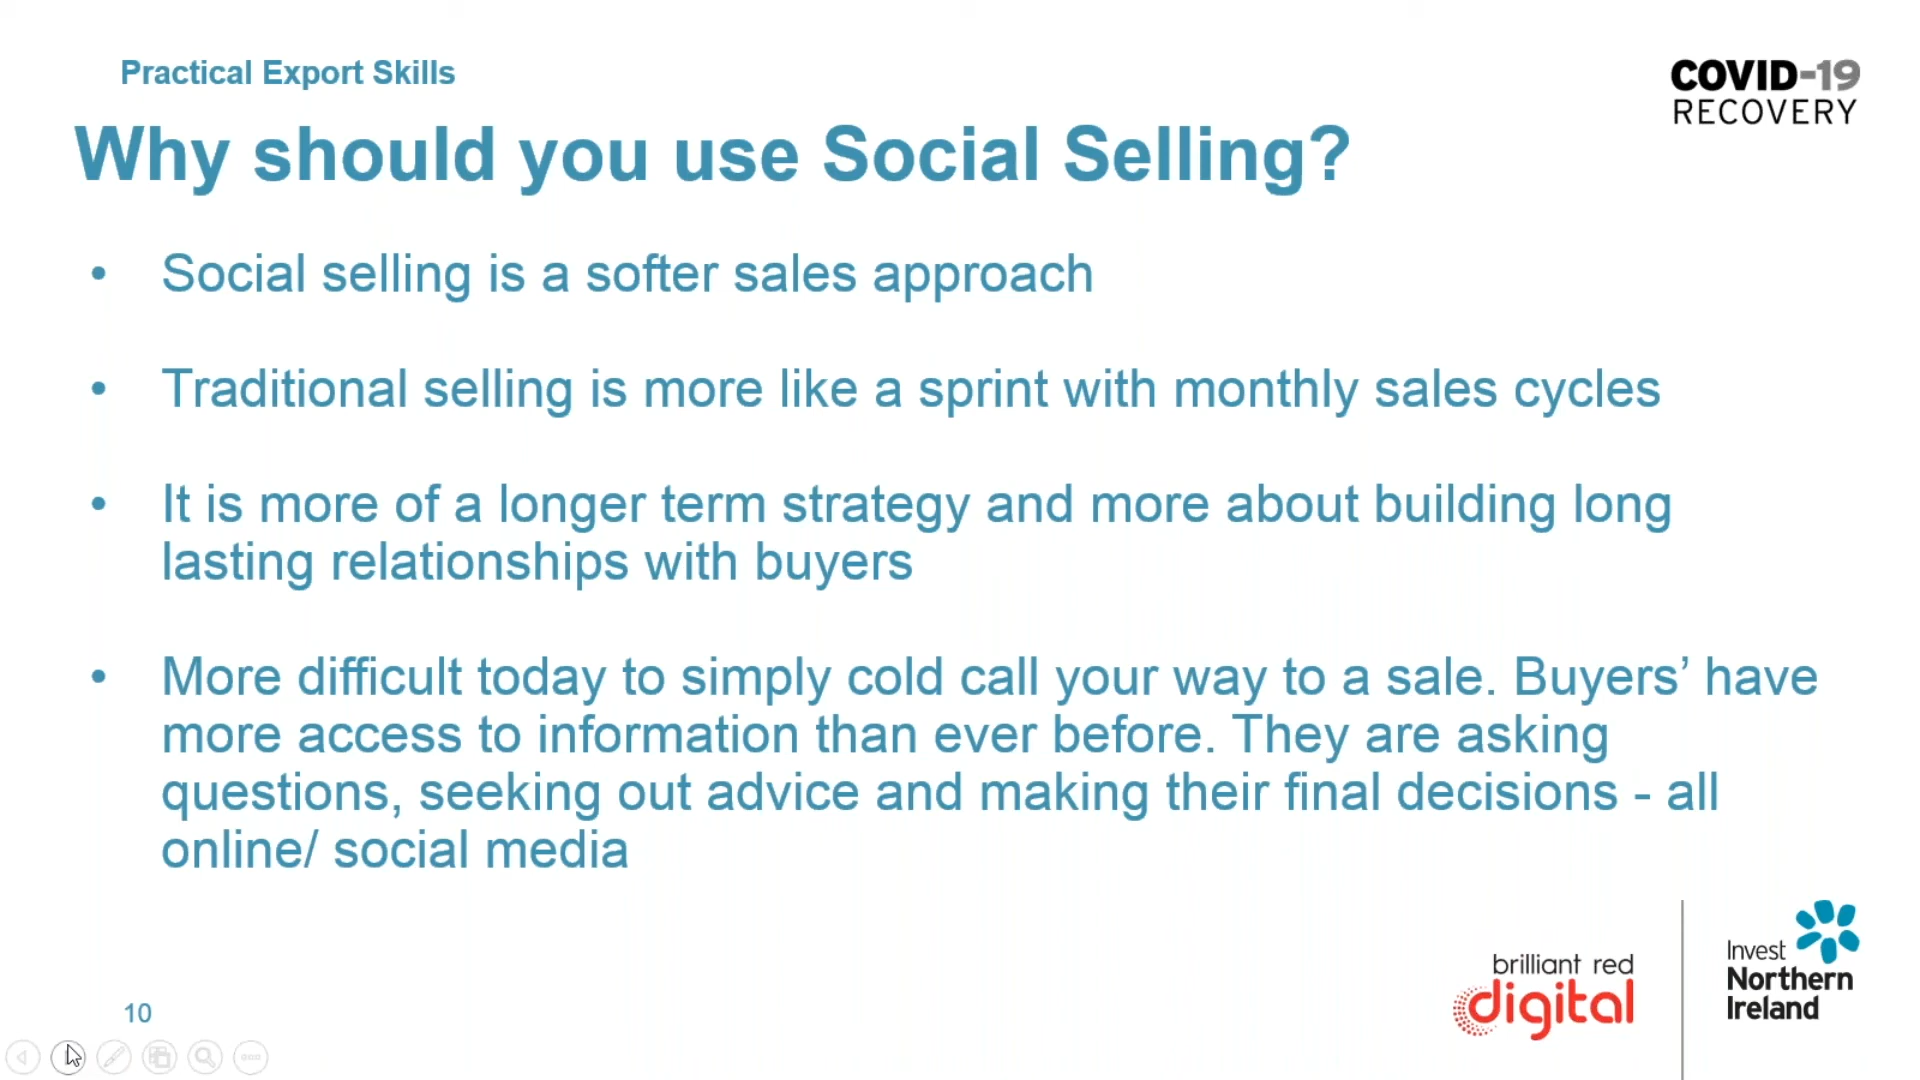 Practical Export Skills
COVID-19
RECOVERY
Why should you use Social Selling?
• Social selling is a softer sales approach
• Traditional selling is more like a sprint with monthly sales cycles
• It is more of a longer term strategy and more about building long
lasting relationships with buyers
• More difficult today to simply cold call your way to a sale. Buyers’ have
more access to information than ever before. They are asking
questions, seeking out advice and making their final decisions - all
online/ social media
brilliant red
digital
Invest
Northern
Ireland
10